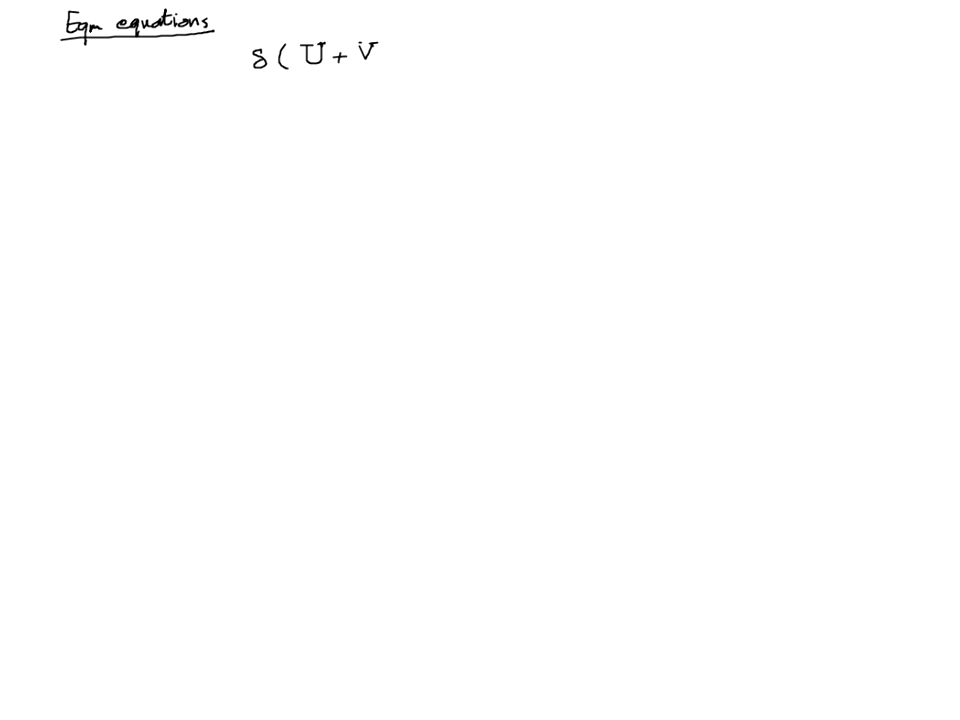 Eqm equations
δ ( U + V